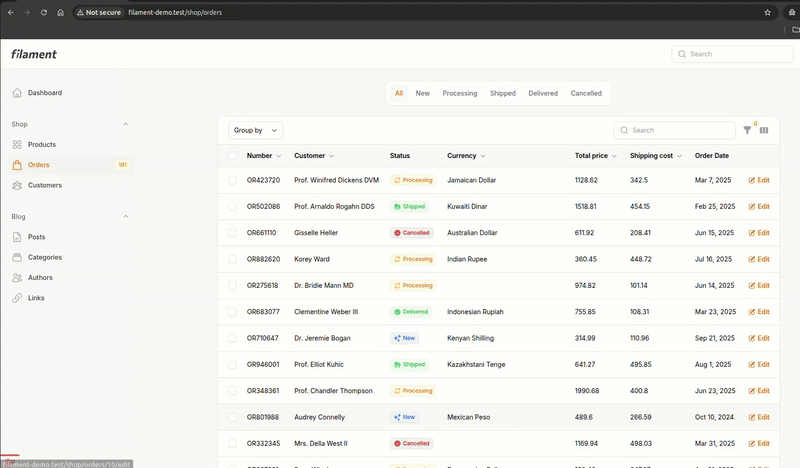 Not secure filament-demo.test/shop/orders
filament
Search
Dashboard
Shop
Products
Orders 101
Customers
Blog
Posts
Categories
Authors
Links
All New Processing Shipped Delivered Cancelled
Group by Search 0
Number Customer Status Currency Total price Shipping cost Order Date
OR423720 Prof. Winifred Dickens DVM Processing Jamaican Dollar 1128.62 342.5 Mar 7, 2025 Edit
OR502086 Prof. Arnaldo Rogahn DDS Shipped Kuwaiti Dinar 1518.81 454.15 Feb 25, 2025 Edit
OR661110 Gisselle Heller Cancelled Australian Dollar 611.92 208.41 Jun 15, 2025 Edit
OR882620 Korey Ward Processing Indian Rupee 360.45 448.72 Jul 16, 2025 Edit
OR275618 Dr. Bridie Mann MD Processing 974.82 101.14 Jun 14, 2025 Edit
OR683077 Clementine Weber III Delivered Indonesian Rupiah 755.85 108.31 Mar 23, 2025 Edit
OR710647 Dr. Jeremie Bogan New Kenyan Shilling 314.99 110.96 Sep 21, 2025 Edit
OR946001 Prof. Elliot Kuhic Shipped Kazakhstani Tenge 641.27 495.85 Aug 1, 2025 Edit
OR348361 Prof. Chandler Thompson Processing 1990.68 400.8 Jun 23, 2025 Edit
OR801988 Audrey Connelly New Mexican Peso 489.6 266.59 Oct 10, 2024 Edit
OR332345 Mrs. Della West II Cancelled 1169.94 498.03 Mar 31, 2025 Edit
filament-demo.test/shop/orders/10/edit